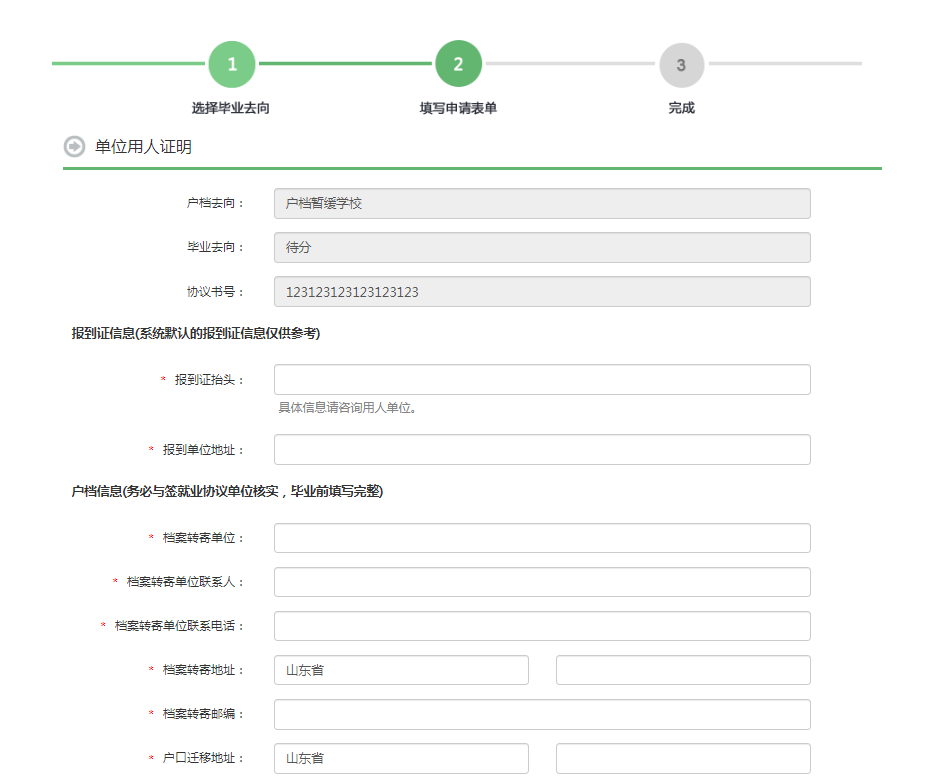 1 2 3
选择毕业去向 填写申请表单 完成
单位用人证明
户档去向： 户档暂缓学校
毕业去向： 待分
协议书号： 123123123123123123
报到证信息(系统默认的报到证信息仅供参考)
* 报到证抬头：
具体信息请咨询用人单位。
* 报到单位地址：
户档信息(务必与签就业协议单位核实，毕业前填写完整)
* 档案转寄单位：
* 档案转寄单位联系人：
* 档案转寄单位联系电话：
* 档案转寄地址： 山东省
* 档案转寄邮编：
* 户口迁移地址： 山东省